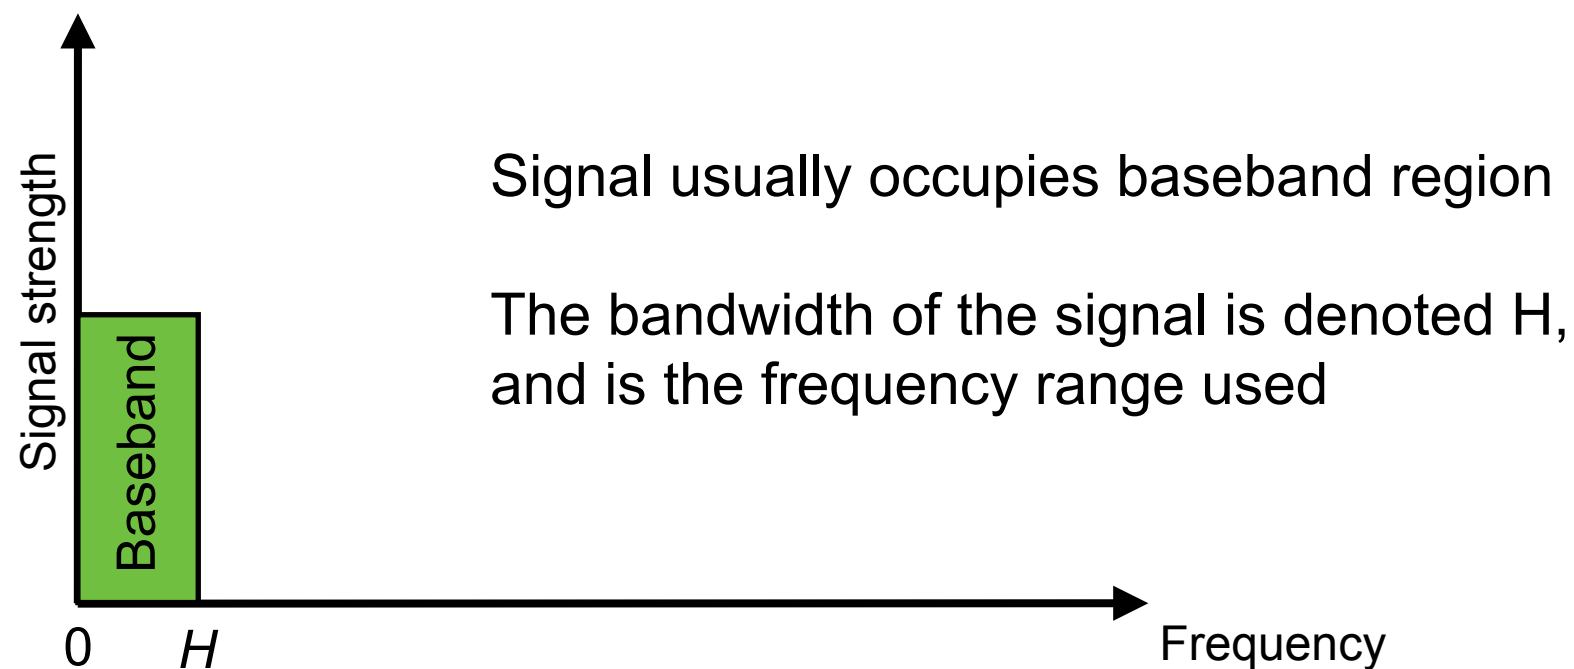 Signal strength
Baseband
Signal usually occupies baseband region
The bandwidth of the signal is denoted H,
and is the frequency range used
0
H
Frequency